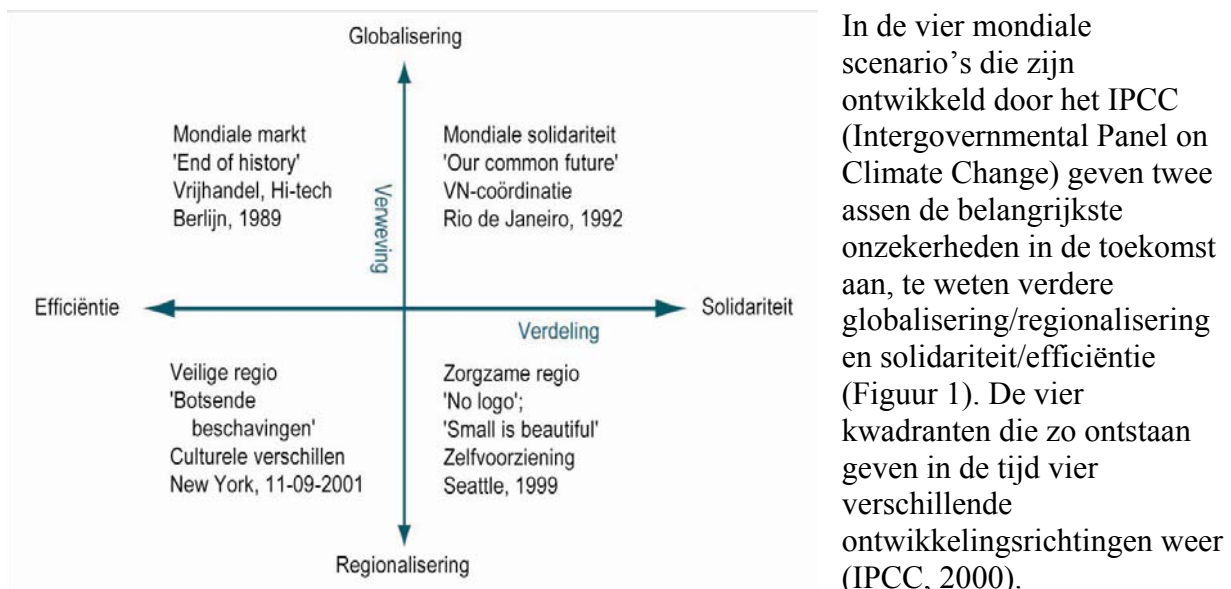 Globalisering
Mondiale markt
'End of history'
Vrijhandel, Hi-tech
Berlijn, 1989
Mondiale solidariteit
'Our common future'
VN-coördinatie
Rio de Janeiro, 1992
Verweving
Efficiëntie
Solidariteit
Verdeling
Veilige regio
'Botsende
beschavingen'
Culturele verschillen
New York, 11-09-2001
Zorgzame regio
'No logo';
'Small is beautiful'
Zelfvoorziening
Seattle, 1999
Regionalisering
In de vier mondiale
scenario’s die zijn
ontwikkeld door het IPCC
(Intergovernmental Panel on
Climate Change) geven twee
assen de belangrijkste
onzekerheden in de toekomst
aan, te weten verdere
globalisering/regionalisering
en solidariteit/efficiëntie
(Figuur 1). De vier
kwadranten die zo ontstaan
geven in de tijd vier
verschillende
ontwikkelingsrichtingen weer
(IPCC, 2000).